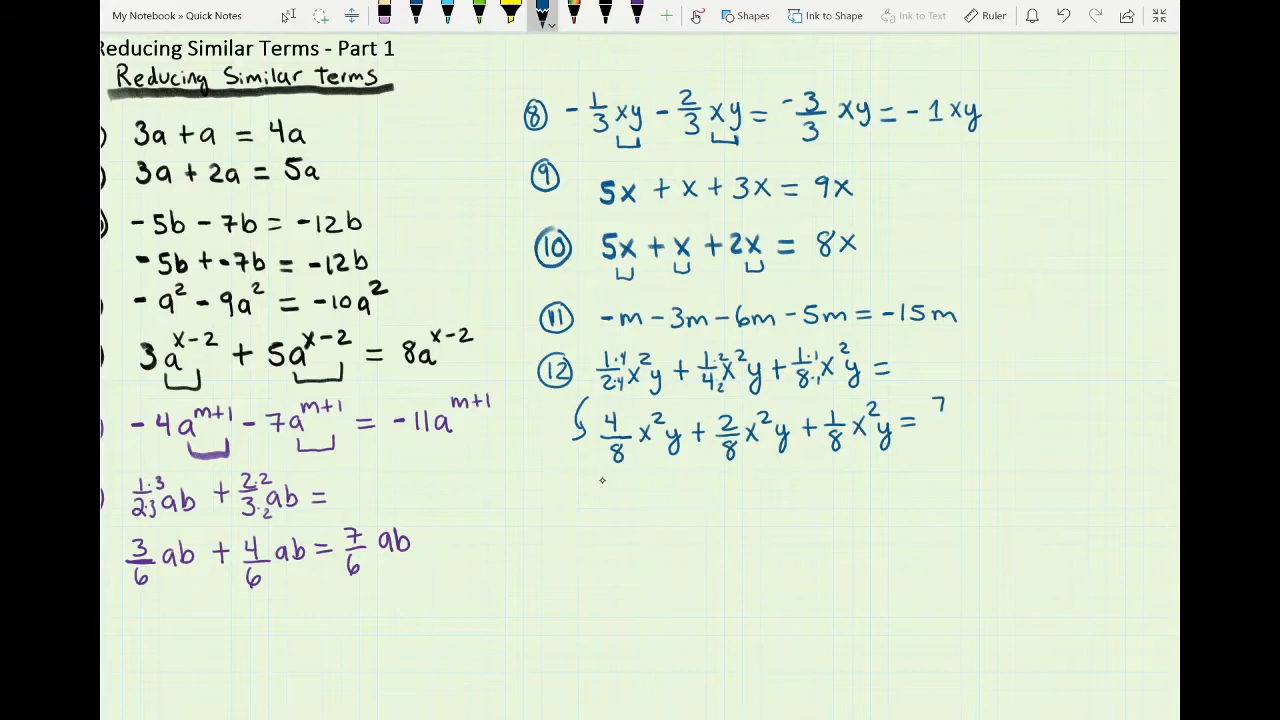 My Notebook » Quick Notes
Shapes
Ink to Shape
Ink to Text
Ruler
Reducing Similar Terms - Part 1
Reducing Similar terms
) 3a + a = 4a
) 3a + 2a = 5a
) -5b - 7b = -12b
-5b + -7b = -12b
) -a² - 9a² = -10a²
) 3a^(x-2) + 5a^(x-2) = 8a^(x-2)
) -4a^(m+1) - 7a^(m+1) = -11a^(m+1)
) 1·3/2·3 ab + 2·2/3·2 ab =
3/6 ab + 4/6 ab = 7/6 ab
⑧ -1/3 xy - 2/3 xy = -3/3 xy = -1xy
⑨ 5x + x + 3x = 9x
⑩ 5x + x + 2x = 8x
⑪ -m - 3m - 6m - 5m = -15m
⑫ 1·4/2·4 x²y + 1·2/4·2 x²y + 1·1/8·1 x²y =
4/8 x²y + 2/8 x²y + 1/8 x²y = 7